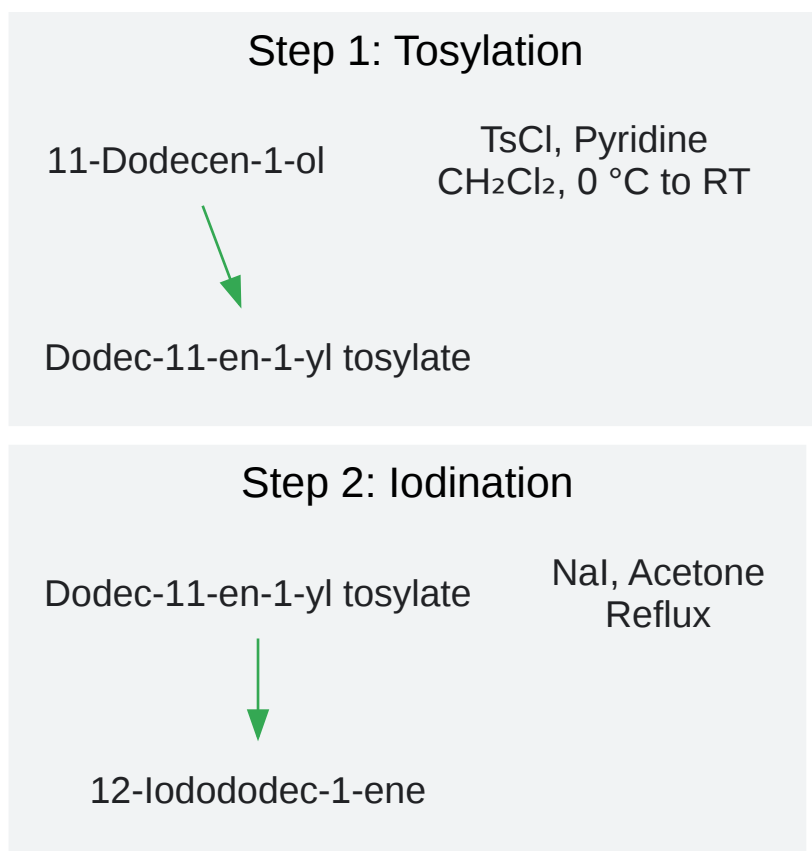 Step 1: Tosylation
11-Dodecen-1-ol
TsCl, Pyridine
CH₂Cl₂, 0 °C to RT
Dodec-11-en-1-yl tosylate
Step 2: Iodination
Dodec-11-en-1-yl tosylate
NaI, Acetone
Reflux
12-Iodododec-1-ene